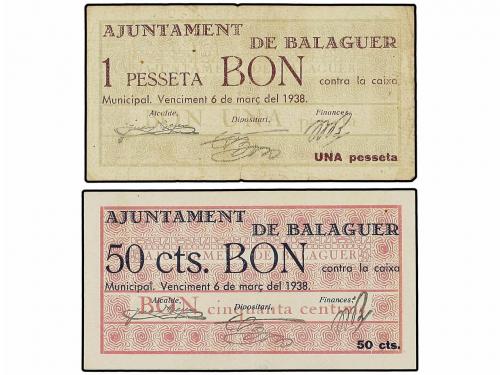 AJUNTAMENT
DE BALAGUER
1 PESSETA BON contra la caixa
Municipal. Venciment 6 de març del 1938.
Alcalde, Dipositari, Finances,
BON UNA
UNA pesseta
AJUNTAMENT
DE BALAGUER
50 cts. BON contra la caixa
Municipal. Venciment 6 de març del 1938.
Alcalde, Dipositari, Finances,
BON cinquanta centims
50 cts.